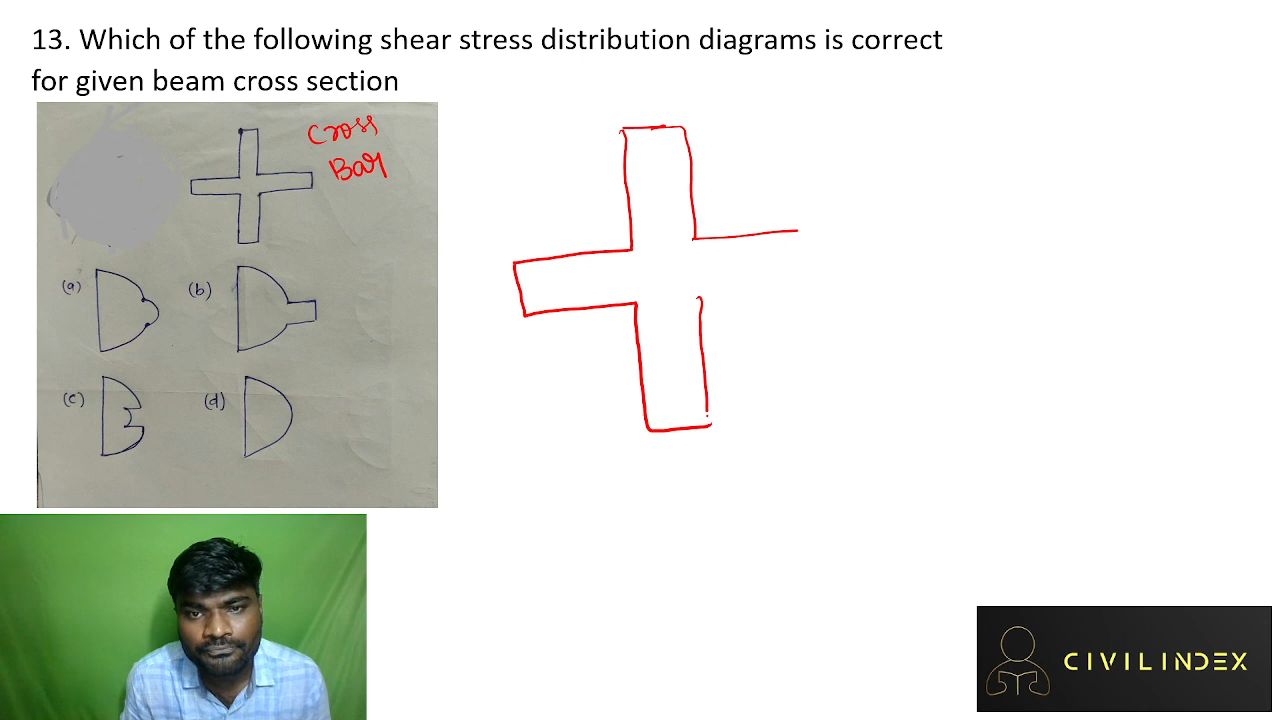 13. Which of the following shear stress distribution diagrams is correct
for given beam cross section
Cross
Bar
(a)
(b)
(c)
(d)
CIVILINDEX